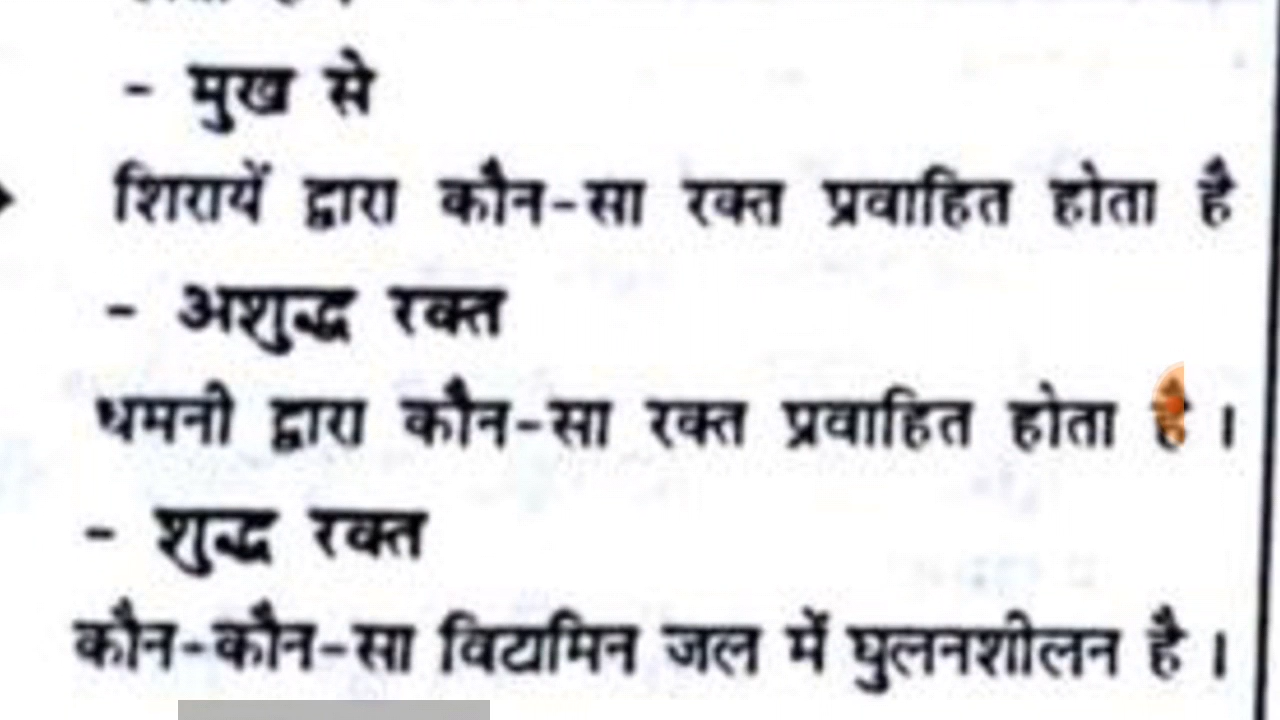 - मुख से
शिरायें द्वारा कौन-सा रक्त प्रवाहित होता है
- अशुद्ध रक्त
धमनी द्वारा कौन-सा रक्त प्रवाहित होता है ।
- शुद्ध रक्त
कौन-कौन-सा विटामिन जल में घुलनशीलन है ।